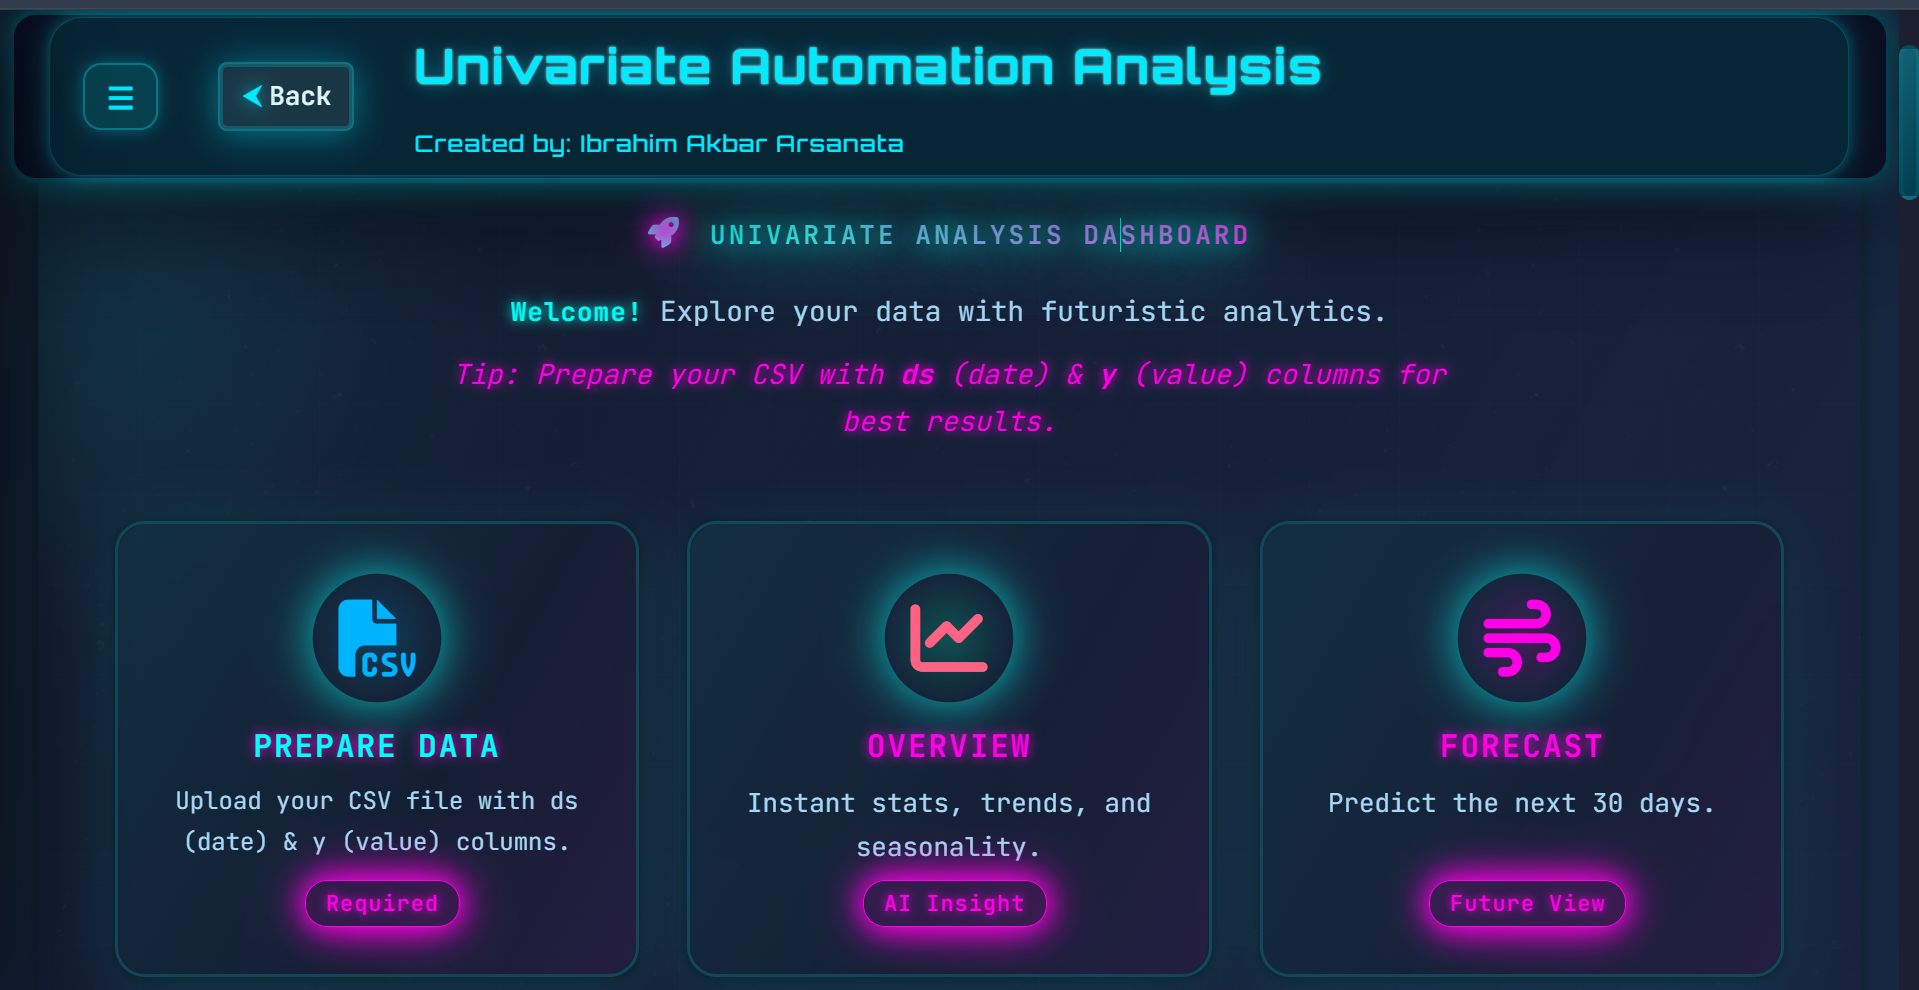 Univariate Automation Analysis
Back
Created by: Ibrahim Akbar Arsanata
UNIVARIATE ANALYSIS DASHBOARD
Welcome! Explore your data with futuristic analytics.
Tip: Prepare your CSV with ds (date) & y (value) columns for
best results.
CSV
PREPARE DATA
Upload your CSV file with ds
(date) & y (value) columns.
Required
OVERVIEW
Instant stats, trends, and
seasonality.
AI Insight
FORECAST
Predict the next 30 days.
Future View